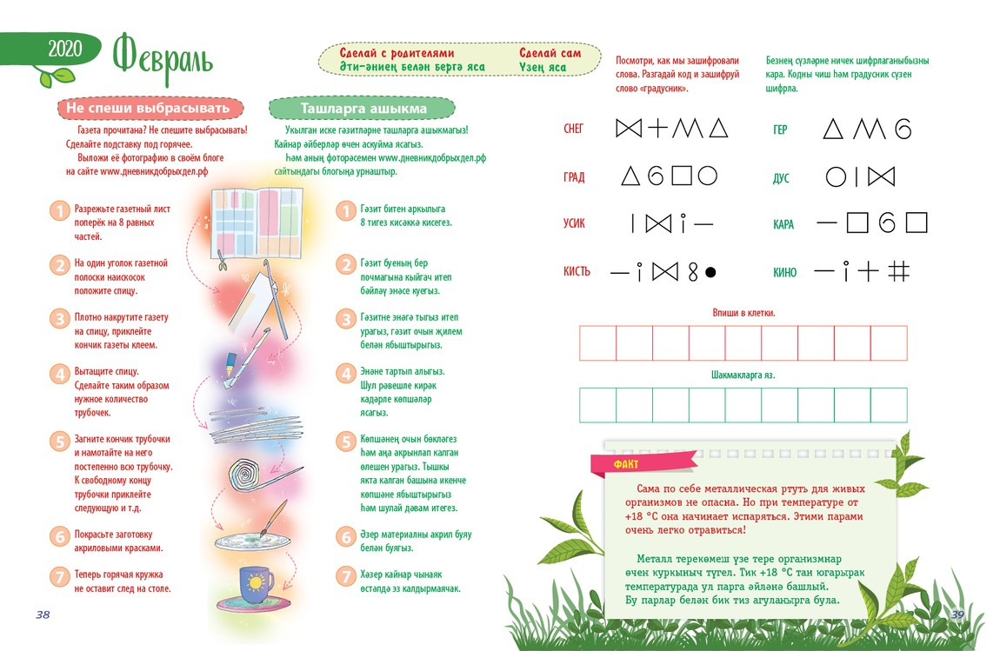 2020
Февраль
Сделай с родителями
Әти-әниең белән бергә яса
Сделай сам
Үзең яса
Не спеши выбрасывать
Газета прочитана? Не спешите выбрасывать!
Сделайте подставку под горячее.
Выложи её фотографию в своём блоге
на сайте www.дневникдобрыхдел.рф
Ташларга ашыкма
Укылган иске газитләрне ташларга ашыкмагыз!
Кайнар әйберләр өчен аскуйма ясагыз.
Һәм аның фоторәсемен www.дневникдобрыхдел.рф
сайтындагы блогыңа урнаштыр.
1
Разрежьте газетный лист
поперёк на 8 равных
частей.
2
На один уголок газетной
полоски наискосок
положите спицу.
3
Плотно накрутите газету
на спицу, приклейте
кончик газеты клеем.
4
Вытащите спицу.
Сделайте таким образом
нужное количество
трубочек.
5
Загните кончик трубочки
и намотайте на него
постепенно всю трубочку.
К свободному концу
трубочки приклейте
следующую и т.д.
6
Покрасьте заготовку
акриловыми красками.
7
Теперь горячая кружка
не оставит след на столе.
1
Гәзит битен аркылыга
8 тигез кисәккә кисегез.
2
Гәзит буеның бер
почмагына кыйгач итеп
бәйләү энәсе куегыз.
3
Гәзитне энәгә тыгыз итеп
урагыз, гәзит очын җилем
белән ябыштырыгыз.
4
Энәне тартып алыгыз.
Шул рәвешле кирәк
кадәрле көпшәләр
ясагыз.
5
Көпшәнең очын бөкләгез
һәм аңа акрынлап калган
өлешен урагыз. Тышкы
якта калган башына икенче
көпшәне ябыштырыгыз
һәм шулай дәвам итегез.
6
Әзер материалны акрил буяу
белән буягыз.
7
Хәзер кайнар чынаяк
өстәлдә эз калдырмаячак.
38
Посмотри, как мы зашифровали
слова. Разгадай код и зашифруй
слово «градусник».
Безнең сүзләрне ничек шифрлаганыбызны
кара. Кодны чиш һәм градусник сүзен
шифрла.
СНЕГ
ГЕР
ГРАД
ДУС
УСИК
КАРА
КИСТЬ
КИНО
Впиши в клетки.
Шакмакларга яз.
ФАКТ
Сама по себе металлическая ртуть для живых
организмов не опасна. Но при температуре от
+18 °С она начинает испаряться. Этими парами
очень легко отравиться!
Металл терекөмеш үзе тере организмнар
өчен куркыныч түгел. Тик +18 °С тан югарырак
температурада ул парга әйләнә башлый.
Бу парлар белән бик тиз агуланырга була.
39